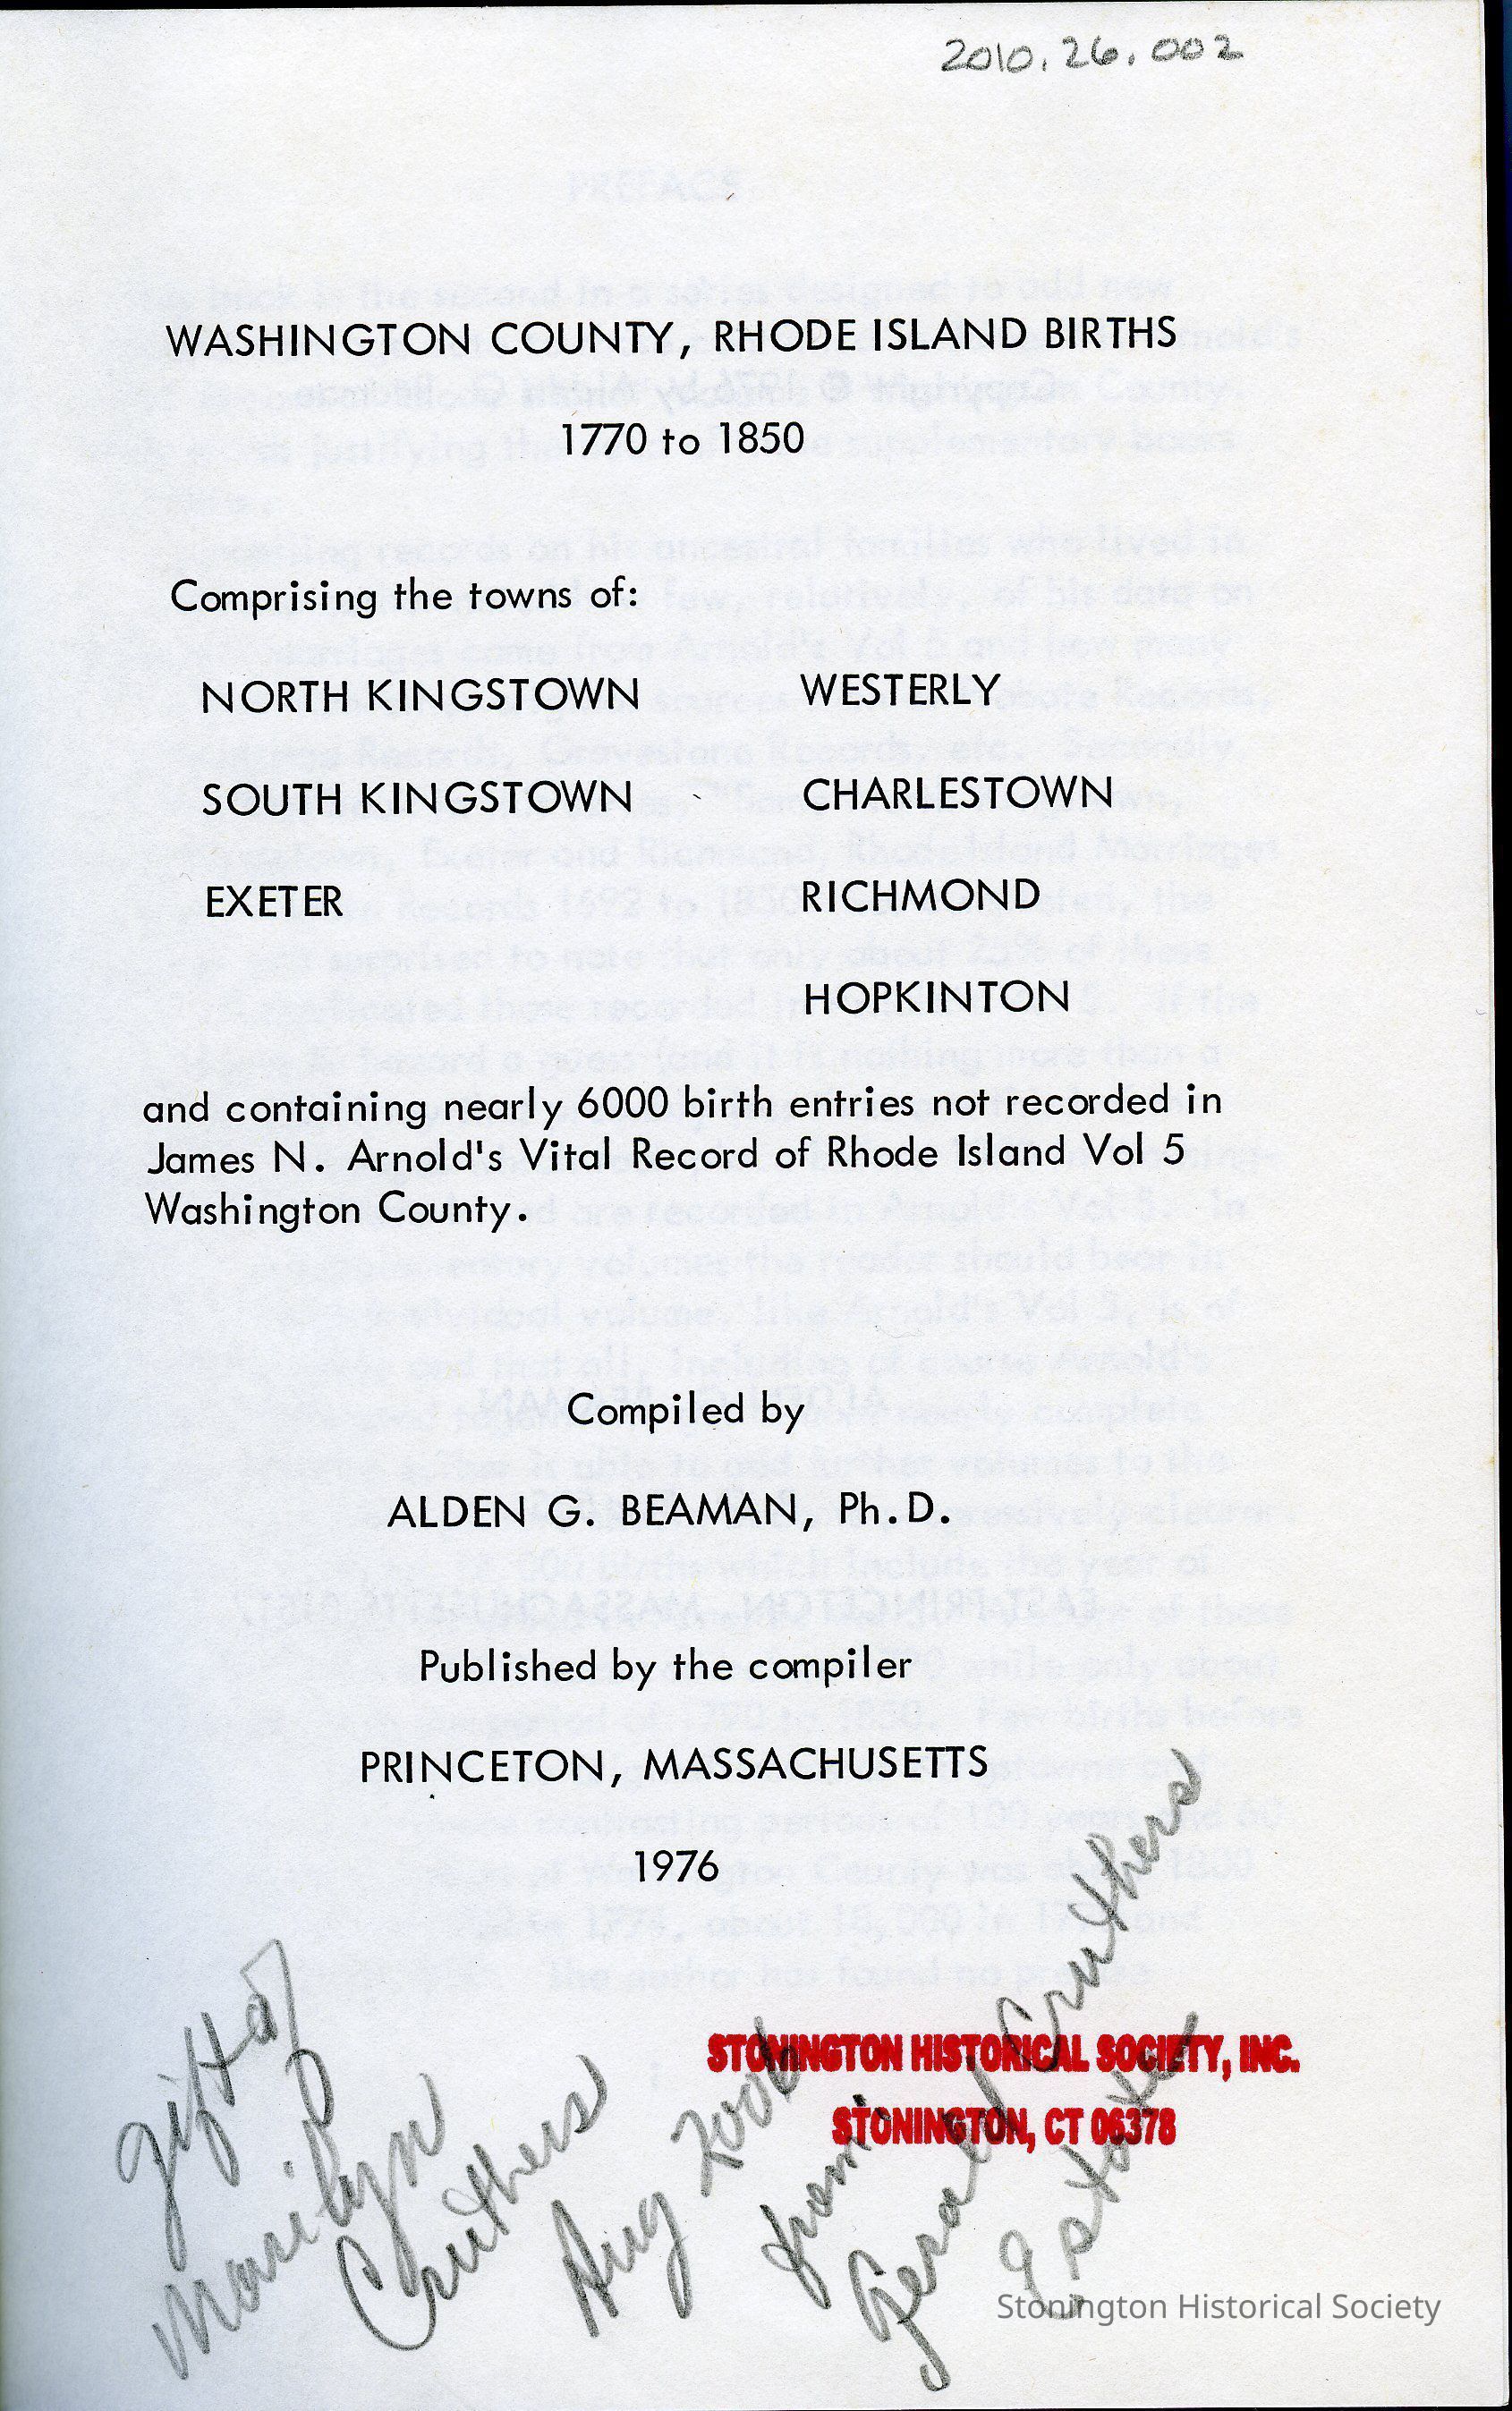 2010.26.002
WASHINGTON COUNTY, RHODE ISLAND BIRTHS
1770 to 1850
Comprising the towns of:
NORTH KINGSTOWN WESTERLY
SOUTH KINGSTOWN CHARLESTOWN
EXETER RICHMOND
HOPKINTON
and containing nearly 6000 birth entries not recorded in
James N. Arnold's Vital Record of Rhode Island Vol 5
Washington County.
Compiled by
ALDEN G. BEAMAN, Ph.D.
Published by the compiler
PRINCETON, MASSACHUSETTS
1976
STONINGTON HISTORICAL SOCIETY, INC.
STONINGTON, CT 06378
Gift of
Marilyn
Cruthers
Aug 2006
from
Gerald Cruthers
Estate
Stonington Historical Society